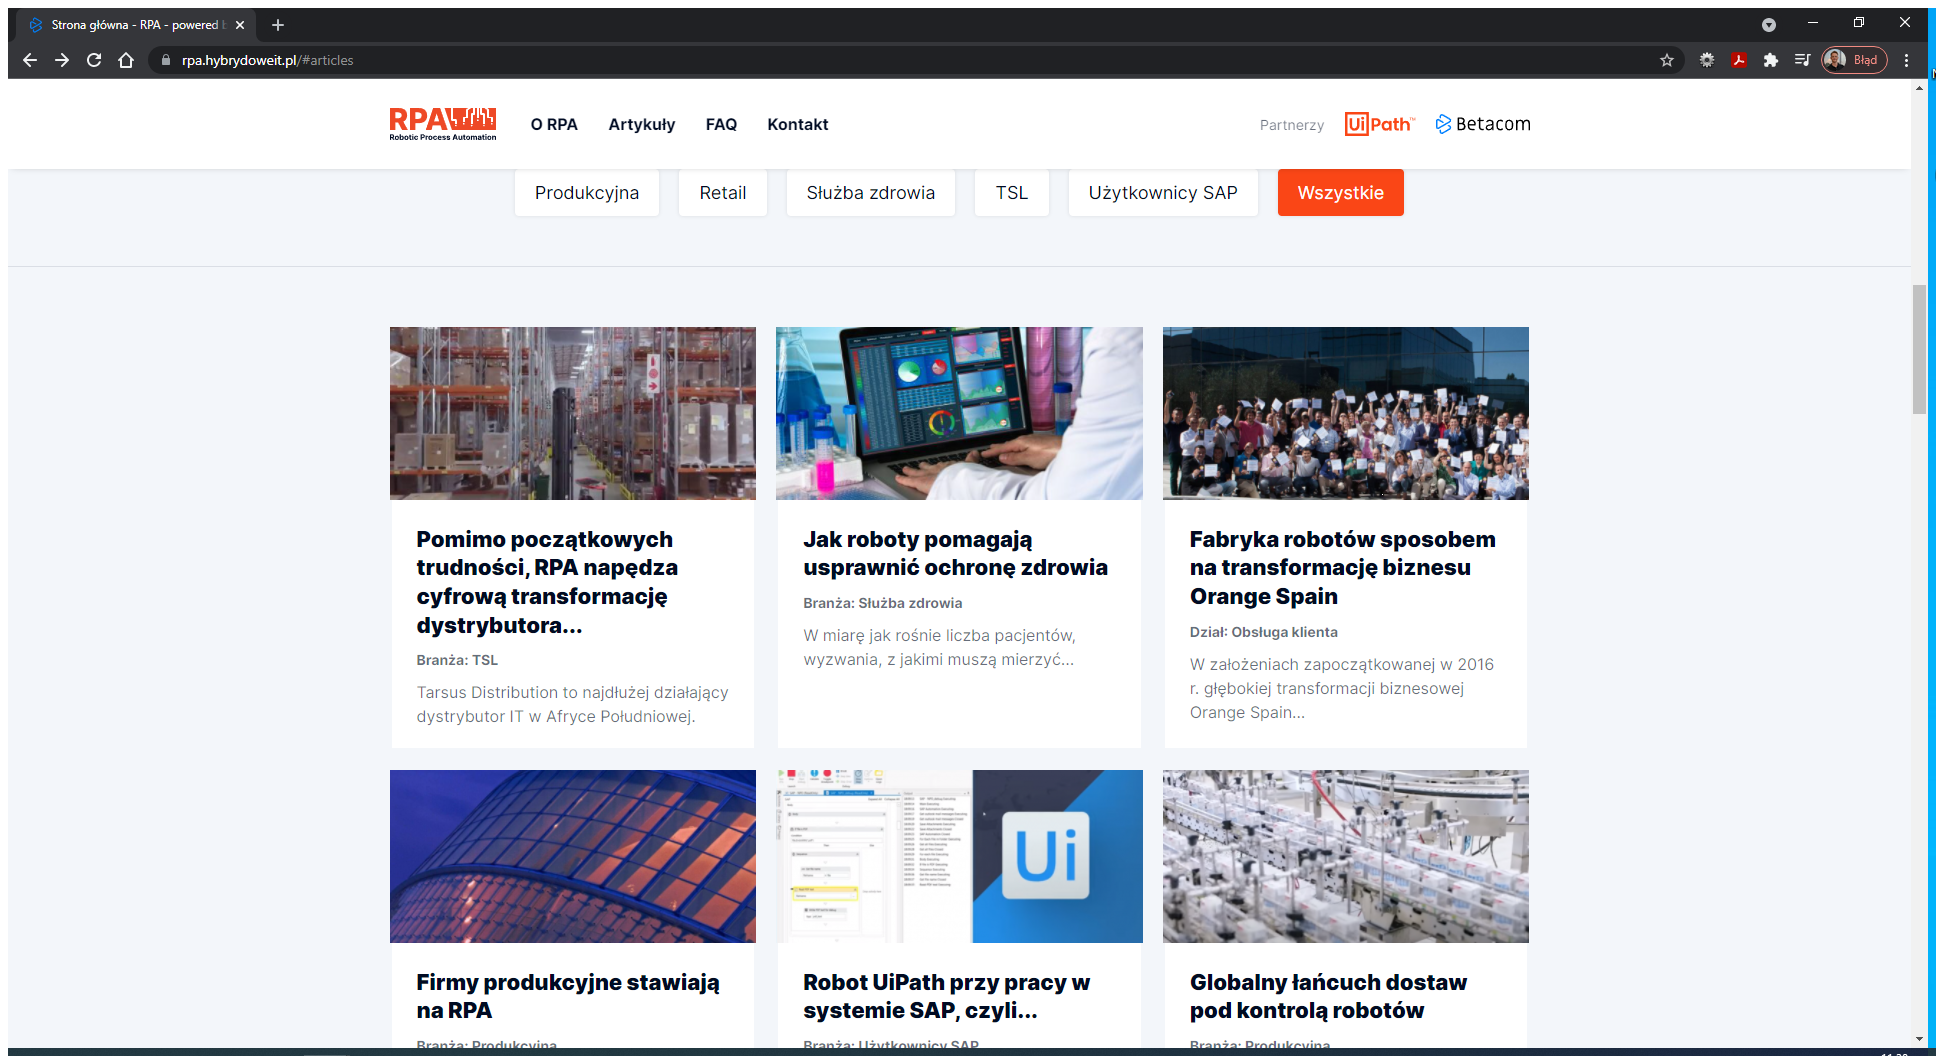 Strona główna - RPA - powered b
rpa.hybrydoweit.pl/#articles
Błąd
RPA
Robotic Process Automation
O RPA
Artykuły
FAQ
Kontakt
Partnerzy
UiPath
Betacom
Produkcyjna
Retail
Służba zdrowia
TSL
Użytkownicy SAP
Wszystkie
Pomimo początkowych
trudności, RPA napędza
cyfrową transformację
dystrybutora...
Branża: TSL
Tarsus Distribution to najdłużej działający
dystrybutor IT w Afryce Południowej.
Jak roboty pomagają
usprawnić ochronę zdrowia
Branża: Służba zdrowia
W miarę jak rośnie liczba pacjentów,
wyzwania, z jakimi muszą mierzyć...
Fabryka robotów sposobem
na transformację biznesu
Orange Spain
Dział: Obsługa klienta
W założeniach zapoczątkowanej w 2016
r. głębokiej transformacji biznesowej
Orange Spain...
Ui
Firmy produkcyjne stawiają
na RPA
Branża: Produkcyjna
Robot UiPath przy pracy w
systemie SAP, czyli...
Branża: Użytkownicy SAP
Globalny łańcuch dostaw
pod kontrolą robotów
Branża: Produkcyjna